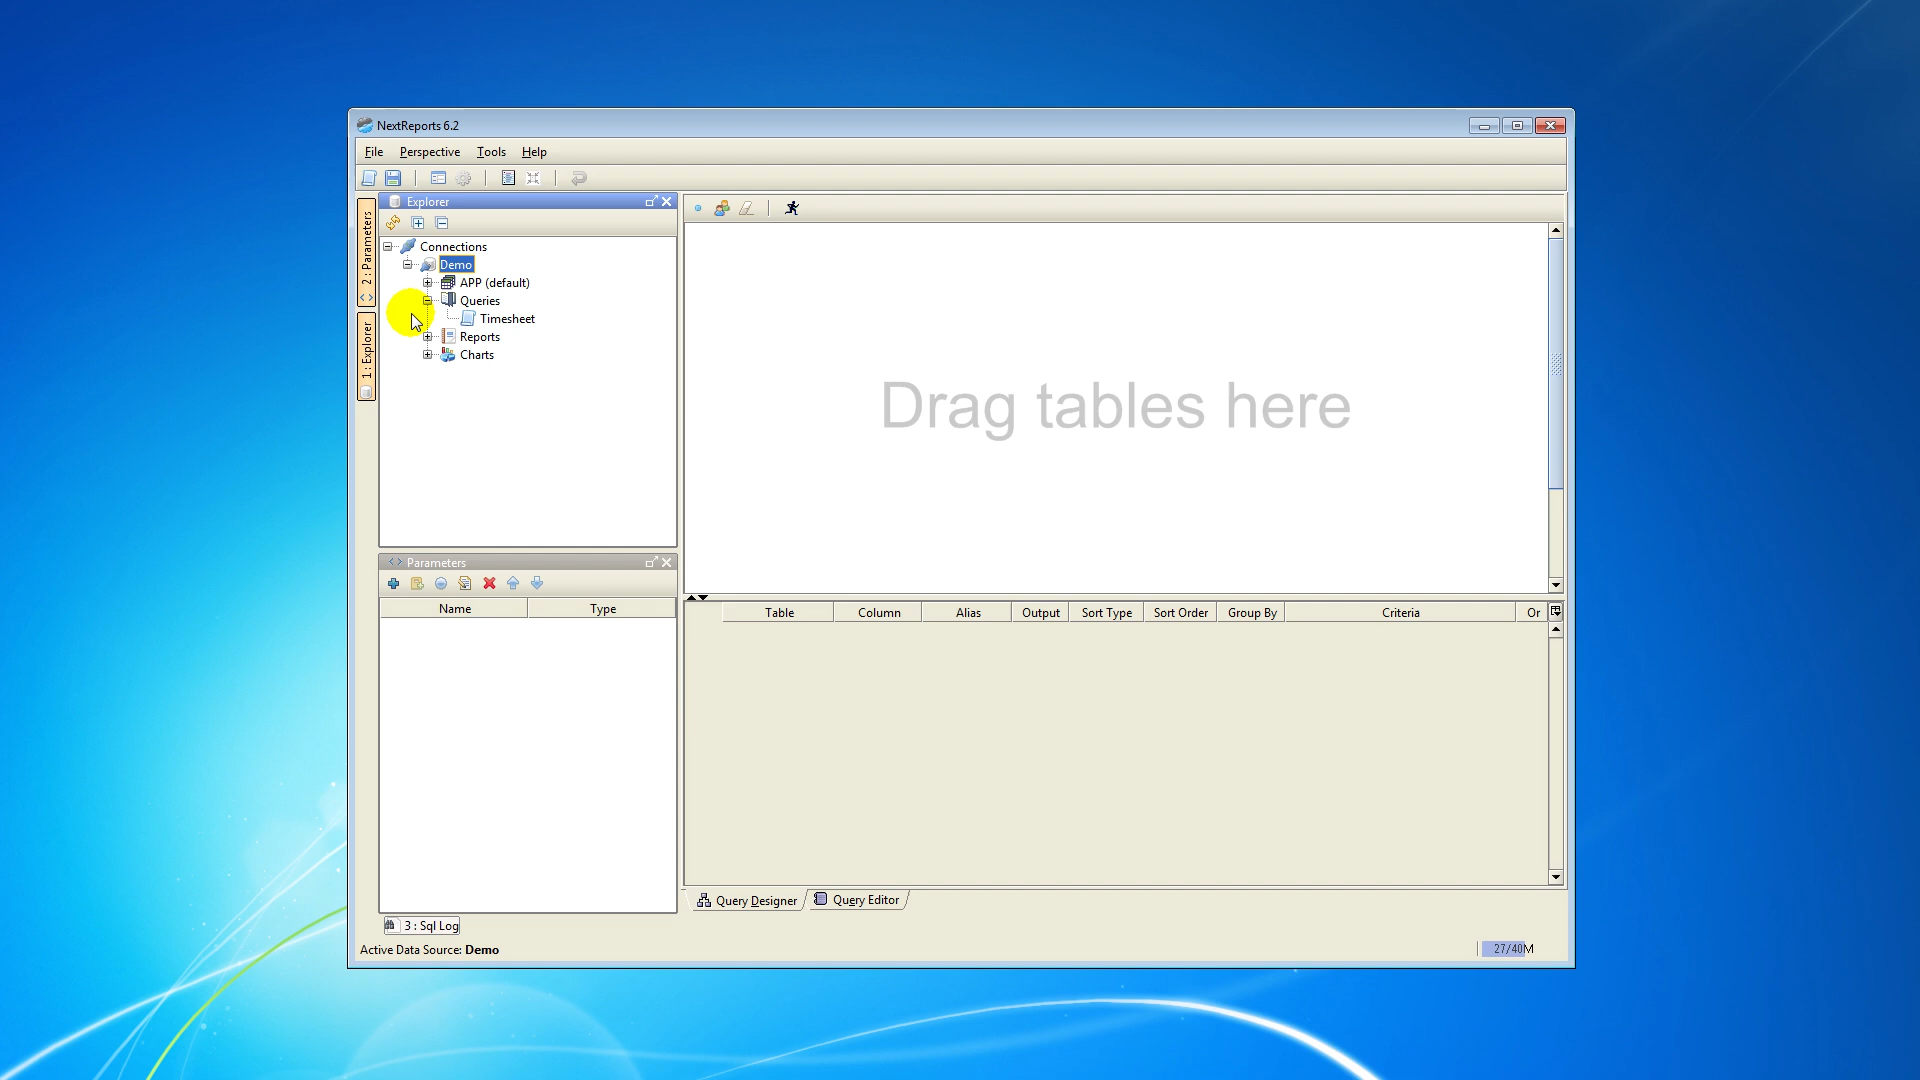 NextReports 6.2
File Perspective Tools Help
Explorer
2 : Parameters
1 : Explorer
Connections
Demo
APP (default)
Queries
Timesheet
Reports
Charts
Drag tables here
Parameters
Name Type
Table Column Alias Output Sort Type Sort Order Group By Criteria Or
Query Designer Query Editor
3 : Sql Log
Active Data Source: Demo
27/40M